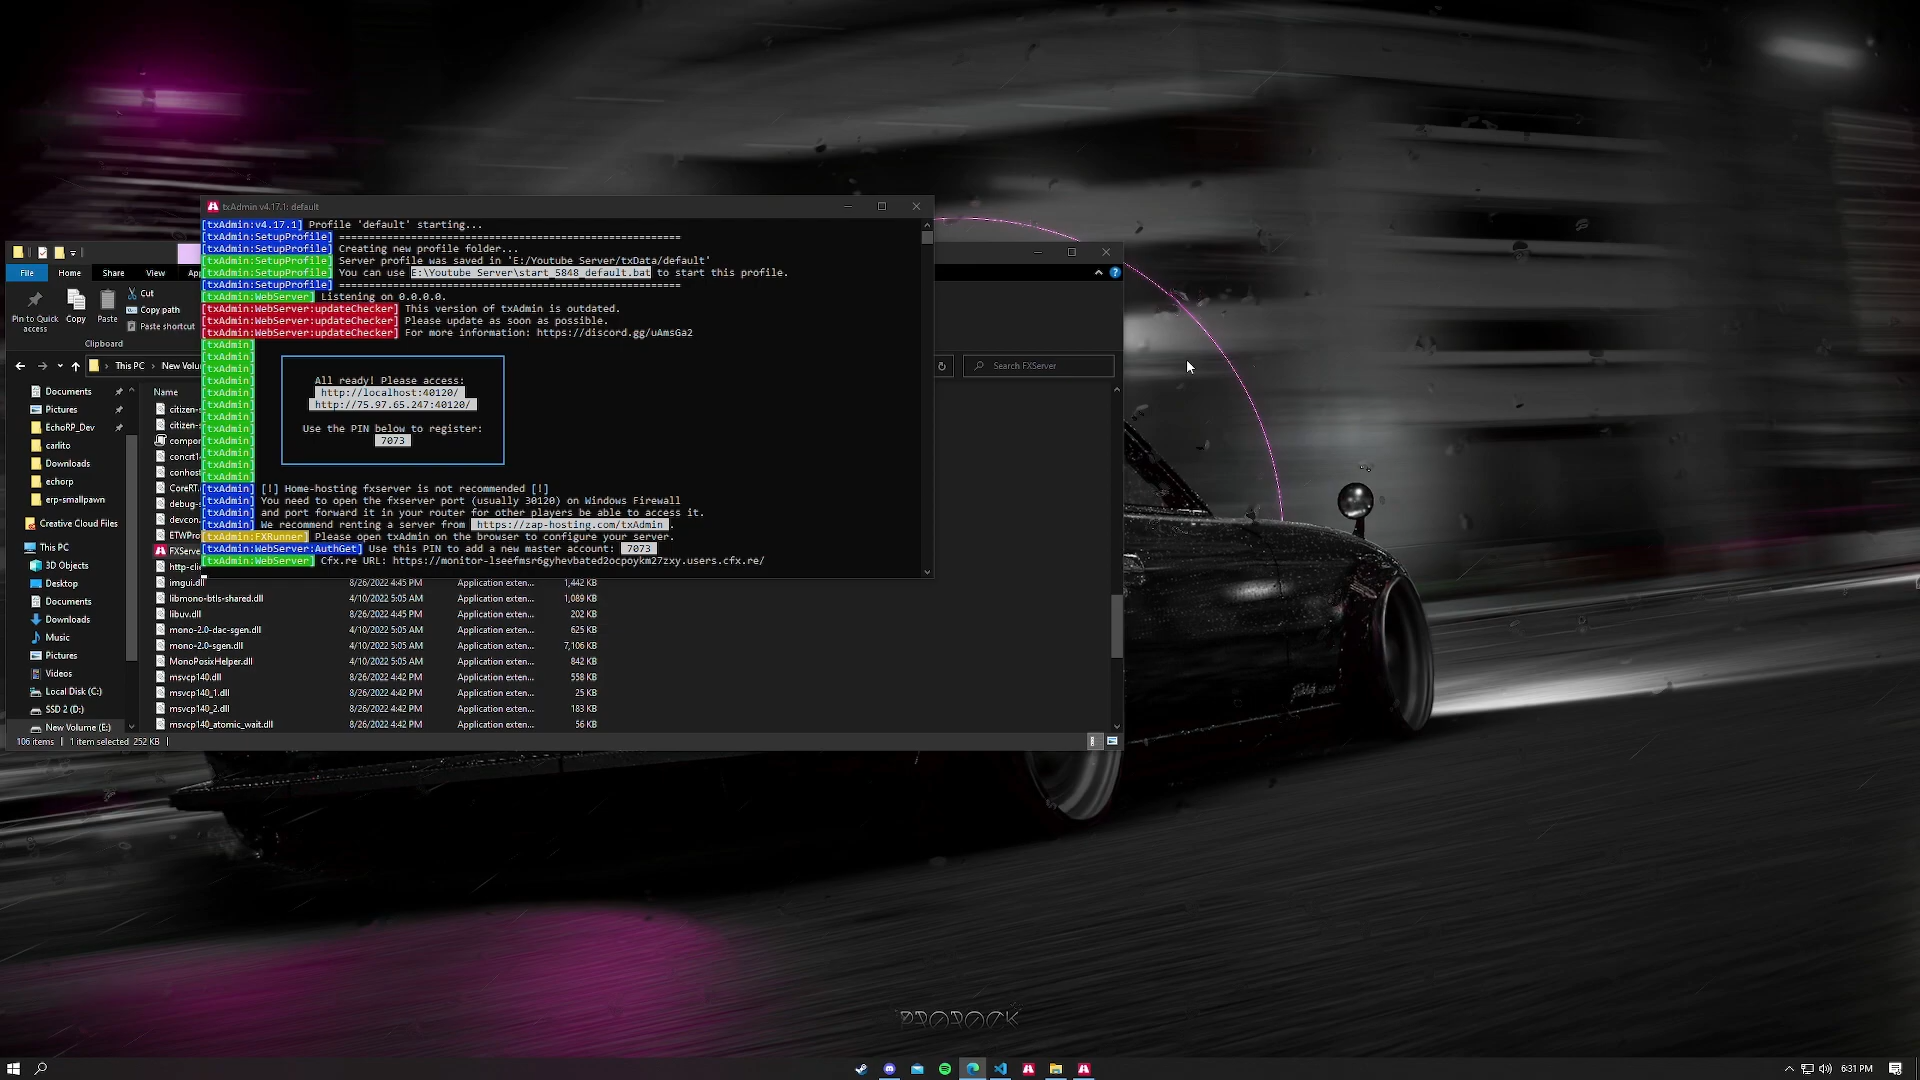 txAdmin v4.17.1: default
[txAdmin:v4.17.1] Profile 'default' starting...
[txAdmin:SetupProfile] ==========================================================
[txAdmin:SetupProfile] Creating new profile folder...
[txAdmin:SetupProfile] Server profile was saved in 'E:/Youtube Server/txData/default'
[txAdmin:SetupProfile] You can use E:\Youtube Server\start_5848_default.bat to start this profile.
[txAdmin:SetupProfile] ==========================================================
[txAdmin:WebServer] Listening on 0.0.0.0.
[txAdmin:WebServer:updateChecker] This version of txAdmin is outdated.
[txAdmin:WebServer:updateChecker] Please update as soon as possible.
[txAdmin:WebServer:updateChecker] For more information: https://discord.gg/uAmsGa2
[txAdmin]
[txAdmin]
[txAdmin]
[txAdmin] All ready! Please access:
[txAdmin] http://localhost:40120/
[txAdmin] http://75.97.65.247:40120/
[txAdmin]
[txAdmin] Use the PIN below to register:
[txAdmin] 7073
[txAdmin]
[txAdmin]
[txAdmin]
[txAdmin] [!] Home-hosting fxserver is not recommended [!]
[txAdmin] You need to open the fxserver port (usually 30120) on Windows Firewall
[txAdmin] and port forward it in your router for other players be able to access it.
[txAdmin] We recommend renting a server from https://zap-hosting.com/txAdmin .
[txAdmin:FXRunner] Please open txAdmin on the browser to configure your server.
[txAdmin:WebServer:AuthGet] Use this PIN to add a new master account: 7073
[txAdmin:WebServer] Cfx.re URL: https://monitor-1seefmsr6gyhevbated2ocpoykm27zxy.users.cfx.re/
File Home Share View
Pin to Quick access
Copy
Paste
Cut
Copy path
Paste shortcut
Clipboard
This PC
Search FXServer
Documents
Pictures
EchoRP_Dev
carlito
Downloads
echorp
erp-smallpawn
Creative Cloud Files
This PC
3D Objects
Desktop
Documents
Downloads
Music
Pictures
Videos
Local Disk (C:)
SSD 2 (D:)
New Volume (E:)
Name
imgui.dll 8/26/2022 4:45 PM Application exten... 1,442 KB
libmono-btls-shared.dll 4/10/2022 5:05 AM Application exten... 1,089 KB
libuv.dll 8/26/2022 4:45 PM Application exten... 202 KB
mono-2.0-dac-sgen.dll 4/10/2022 5:05 AM Application exten... 625 KB
mono-2.0-sgen.dll 4/10/2022 5:05 AM Application exten... 7,106 KB
MonoPosixHelper.dll 4/10/2022 5:05 AM Application exten... 842 KB
msvcp140.dll 8/26/2022 4:42 PM Application exten... 558 KB
msvcp140_1.dll 8/26/2022 4:42 PM Application exten... 25 KB
msvcp140_2.dll 8/26/2022 4:42 PM Application exten... 183 KB
msvcp140_atomic_wait.dll 8/26/2022 4:42 PM Application exten... 56 KB
106 items 1 item selected 252 KB
6:31 PM